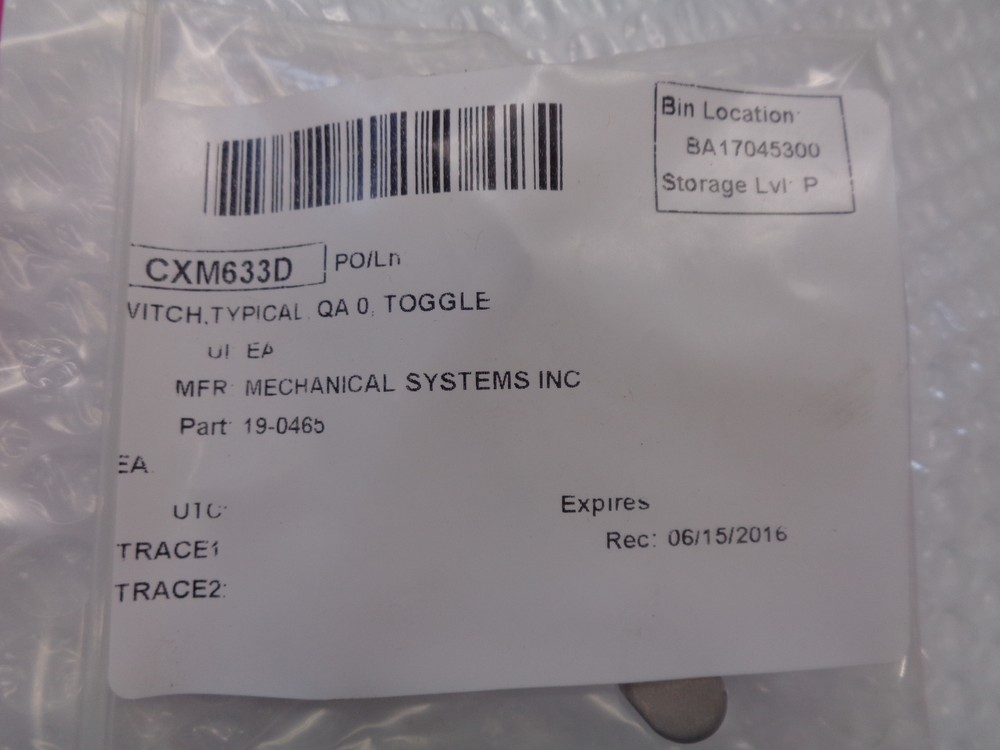 Bin Location
BA17045300
Storage Lvl: P
CXM633D PO/Ln
VITCH,TYPICAL, QA 0, TOGGLE
UI: EA
MFR: MECHANICAL SYSTEMS INC
Part: 19-0465
EA
UTC:
Expires
Rec: 06/15/2016
TRACE1
TRACE2: